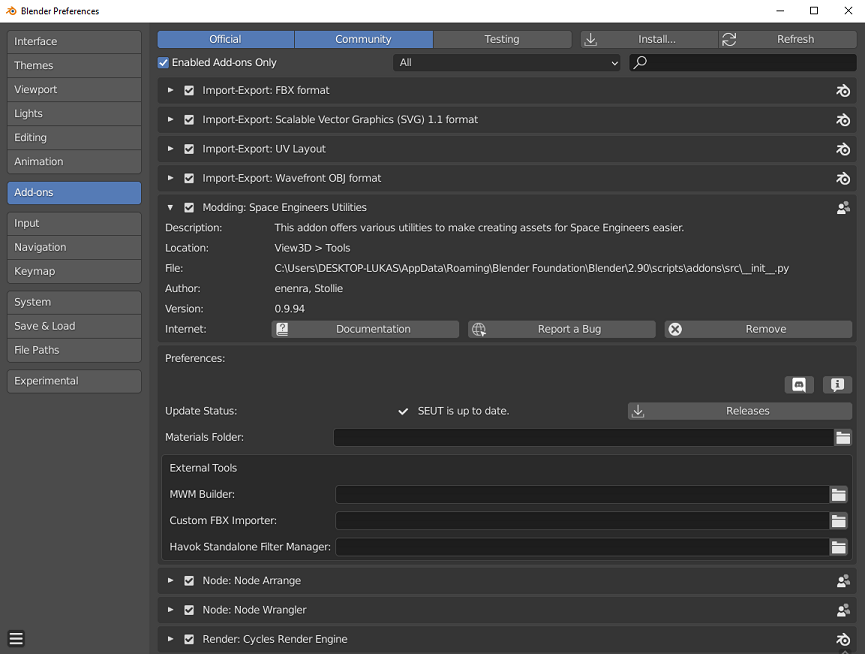 Blender Preferences
Interface
Themes
Viewport
Lights
Editing
Animation
Add-ons
Input
Navigation
Keymap
System
Save & Load
File Paths
Experimental
Official Community Testing Install... Refresh
Enabled Add-ons Only All
Import-Export: FBX format
Import-Export: Scalable Vector Graphics (SVG) 1.1 format
Import-Export: UV Layout
Import-Export: Wavefront OBJ format
Modding: Space Engineers Utilities
Description: This addon offers various utilities to make creating assets for Space Engineers easier.
Location: View3D > Tools
File: C:\Users\DESKTOP-LUKAS\AppData\Roaming\Blender Foundation\Blender\2.90\scripts\addons\src\__init__.py
Author: enenra, Stollie
Version: 0.9.94
Internet: Documentation Report a Bug Remove
Preferences:
Update Status: SEUT is up to date. Releases
Materials Folder:
External Tools
MWM Builder:
Custom FBX Importer:
Havok Standalone Filter Manager:
Node: Node Arrange
Node: Node Wrangler
Render: Cycles Render Engine